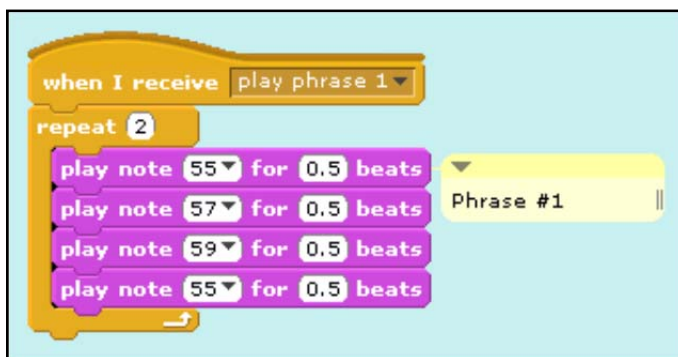 when I receive play phrase 1
repeat 2
play note 55 for 0.5 beats
Phrase #1
play note 57 for 0.5 beats
play note 59 for 0.5 beats
play note 55 for 0.5 beats